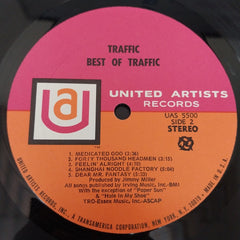 TRAFFIC
BEST OF TRAFFIC
UA
UNITED ARTISTS
RECORDS
UAS 5500
SIDE 2
STEREO
1. MEDICATED GOO (3:36)
2. FORTY THOUSAND HEADMEN (3:15)
3. FEELIN' ALRIGHT (4:16)
4. SHANGHAI NOODLE FACTORY (5:04)
5. DEAR MR. FANTASY (5:33)
Produced by Jimmy Miller
All songs published by Irving Music, Inc.-BMI
With the exception of "Paper Sun"
& "Hole in My Shoe"
TRO-Essex Music, Inc.-ASCAP
UNITED ARTISTS RECORDS, INC., A TRANSAMERICA CORPORATION, NEW YORK, N.Y. 10019, MADE IN U.S.A.